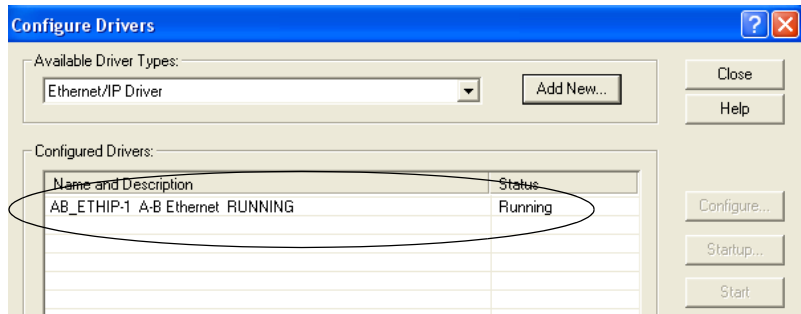 Configure Drivers
Available Driver Types:
Ethernet/IP Driver
Add New...
Close
Help
Configured Drivers:
Name and Description Status
AB_ETHIP-1 A-B Ethernet RUNNING Running
Configure...
Startup...
Start